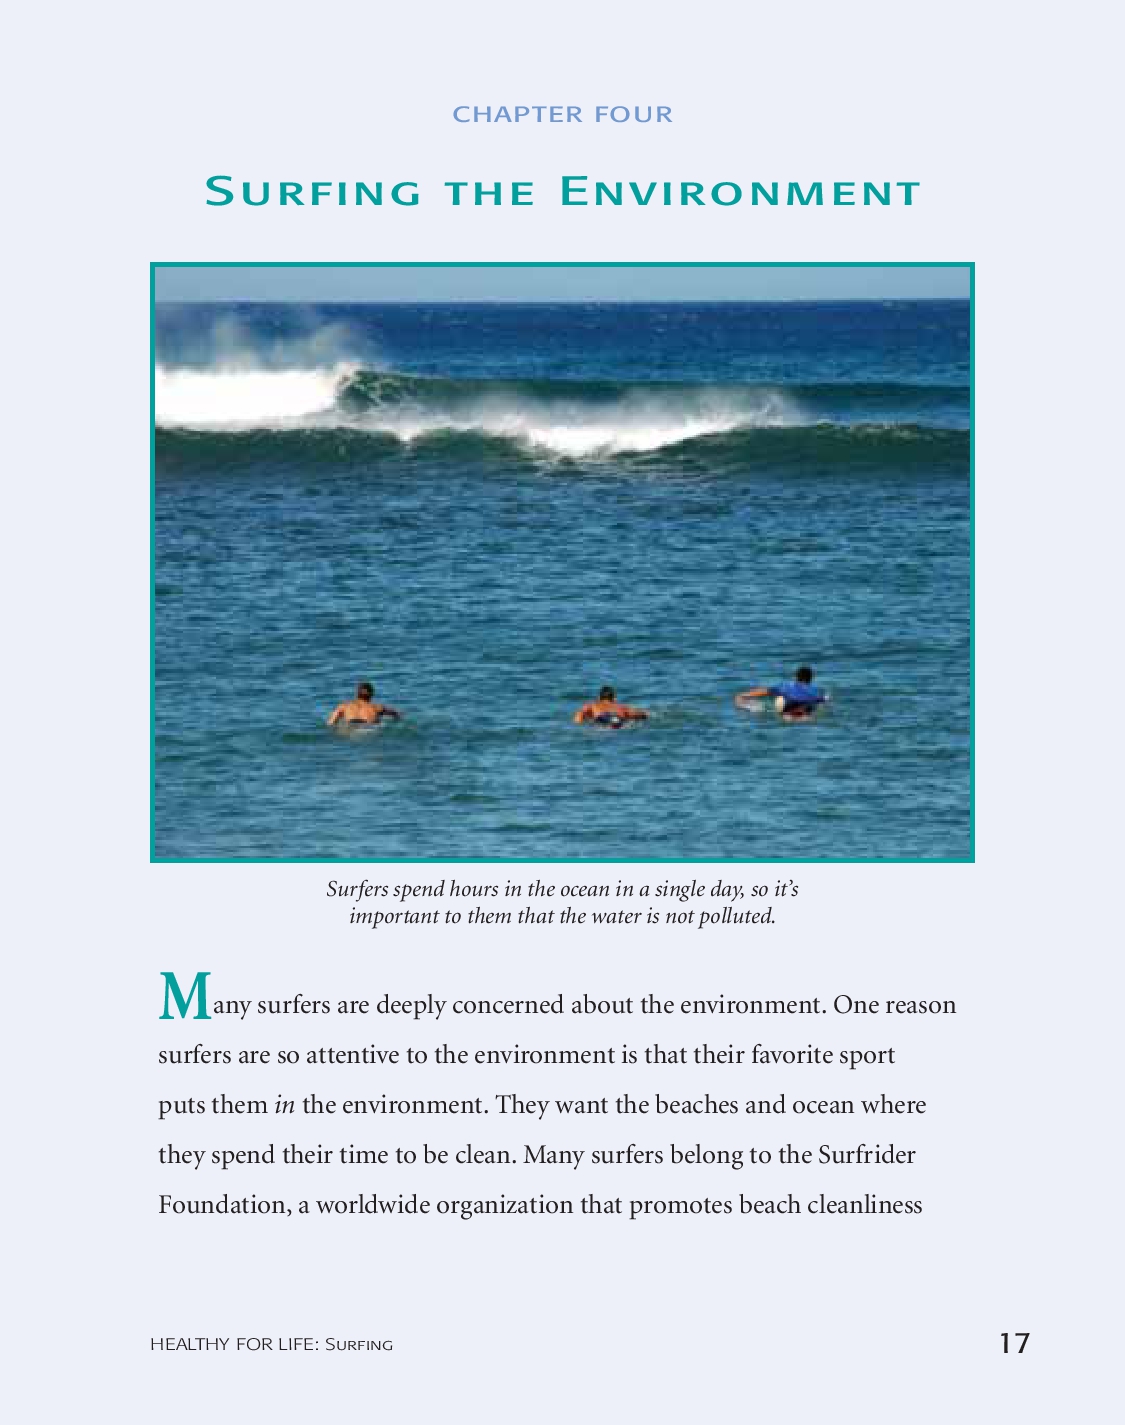 CHAPTER FOUR
Surfing the Environment
Surfers spend hours in the ocean in a single day, so it’s
important to them that the water is not polluted.
Many surfers are deeply concerned about the environment. One reason
surfers are so attentive to the environment is that their favorite sport
puts them in the environment. They want the beaches and ocean where
they spend their time to be clean. Many surfers belong to the Surfrider
Foundation, a worldwide organization that promotes beach cleanliness
HEALTHY FOR LIFE: Surfing
17